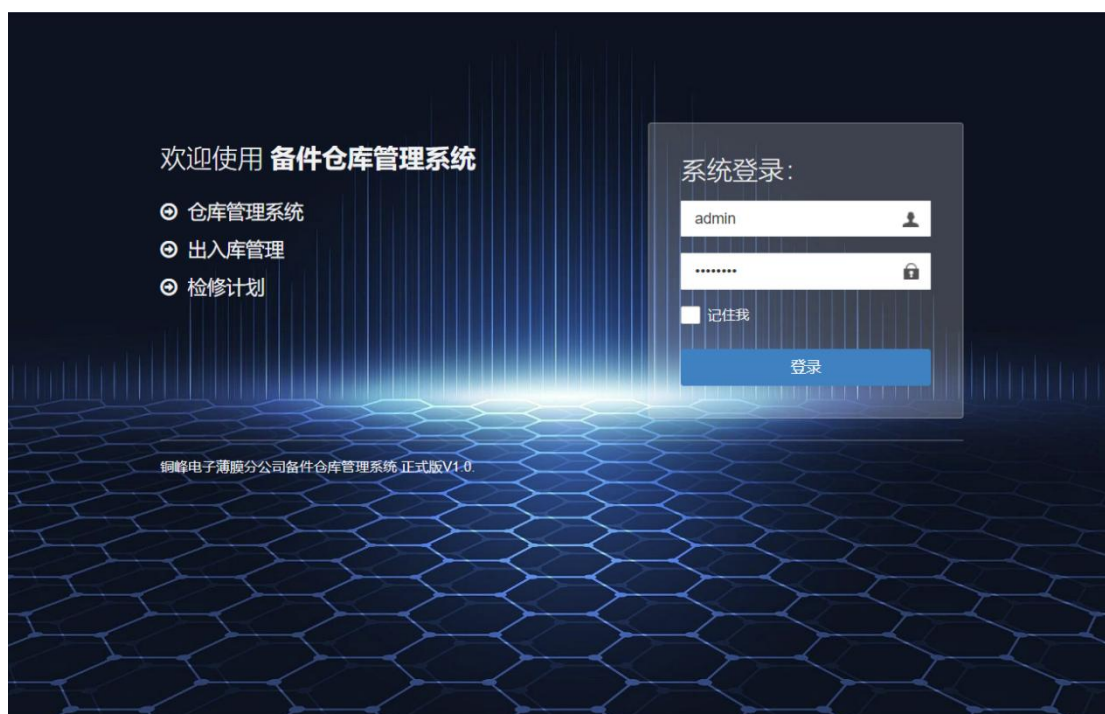 欢迎使用 备件仓库管理系统
仓库管理系统
出入库管理
检修计划
系统登录：
admin
••••••••
记住我
登录
铜峰电子薄膜分公司备件仓库管理系统 正式版V1.0.